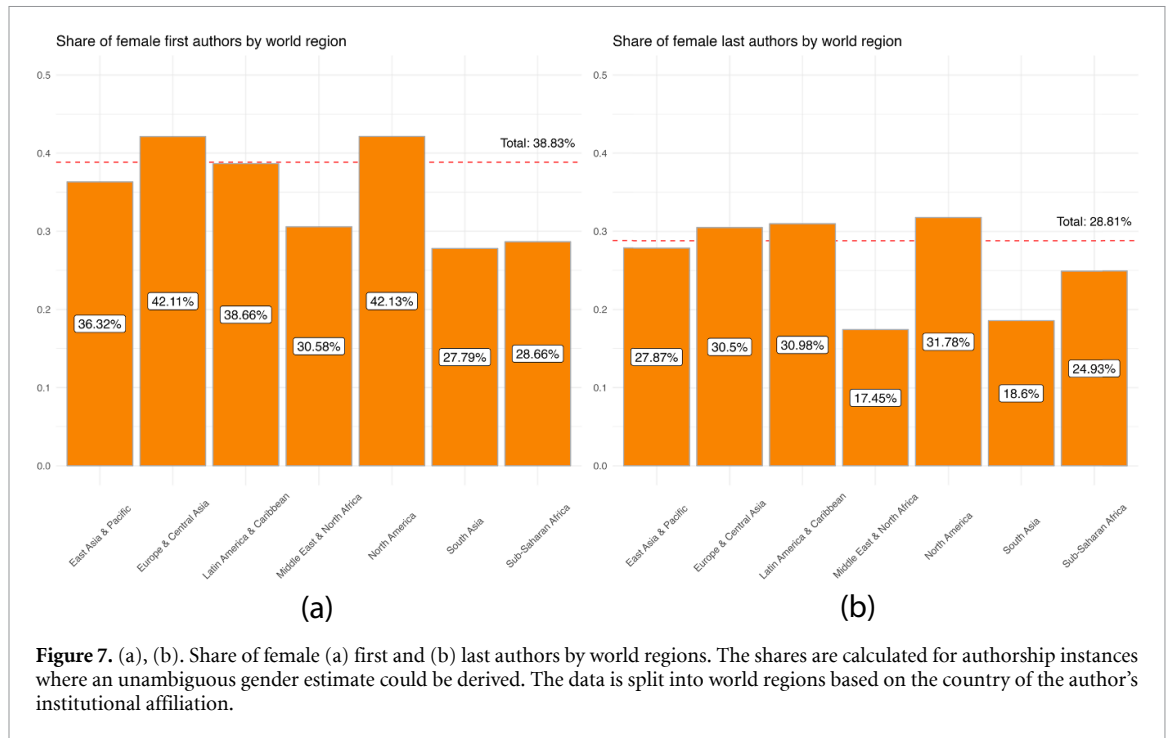 Share of female first authors by world region
0.5
0.4
0.3
0.2
0.1
0.0
Total: 38.83%
36.32%
42.11%
38.66%
30.58%
42.13%
27.79%
28.66%
East Asia & Pacific
Europe & Central Asia
Latin America & Caribbean
Middle East & North Africa
North America
South Asia
Sub-Saharan Africa
(a)
Share of female last authors by world region
0.5
0.4
0.3
0.2
0.1
0.0
Total: 28.81%
27.87%
30.5%
30.98%
17.45%
31.78%
18.6%
24.93%
East Asia & Pacific
Europe & Central Asia
Latin America & Caribbean
Middle East & North Africa
North America
South Asia
Sub-Saharan Africa
(b)
Figure 7. (a), (b). Share of female (a) first and (b) last authors by world regions. The shares are calculated for authorship instances
where an unambiguous gender estimate could be derived. The data is split into world regions based on the country of the author's
institutional affiliation.